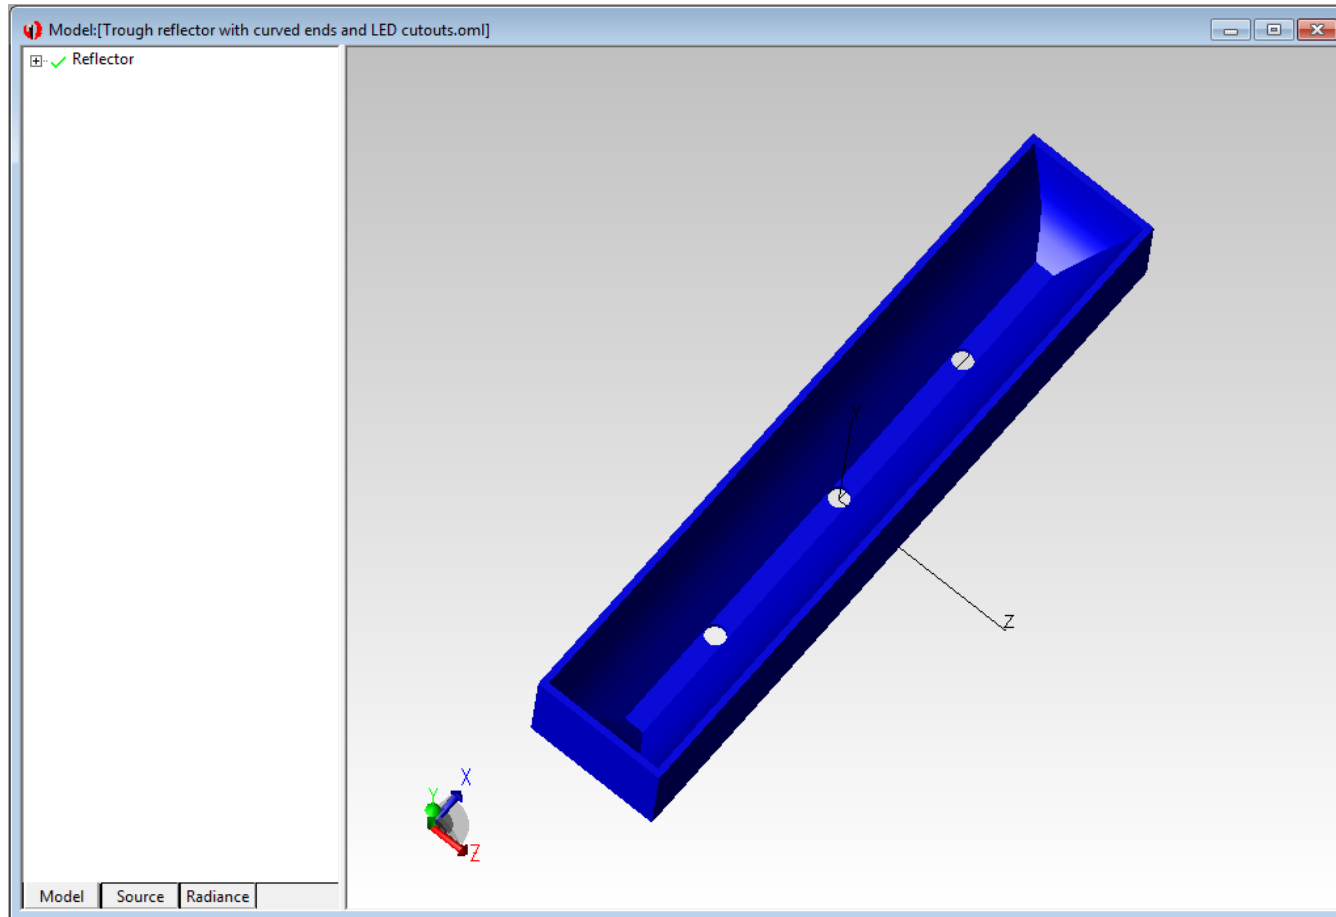 Model:[Trough reflector with curved ends and LED cutouts.oml]
Reflector
Y
Z
X
Y
Z
Model Source Radiance